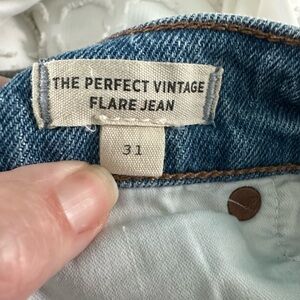 THE PERFECT VINTAGE
FLARE JEAN
31